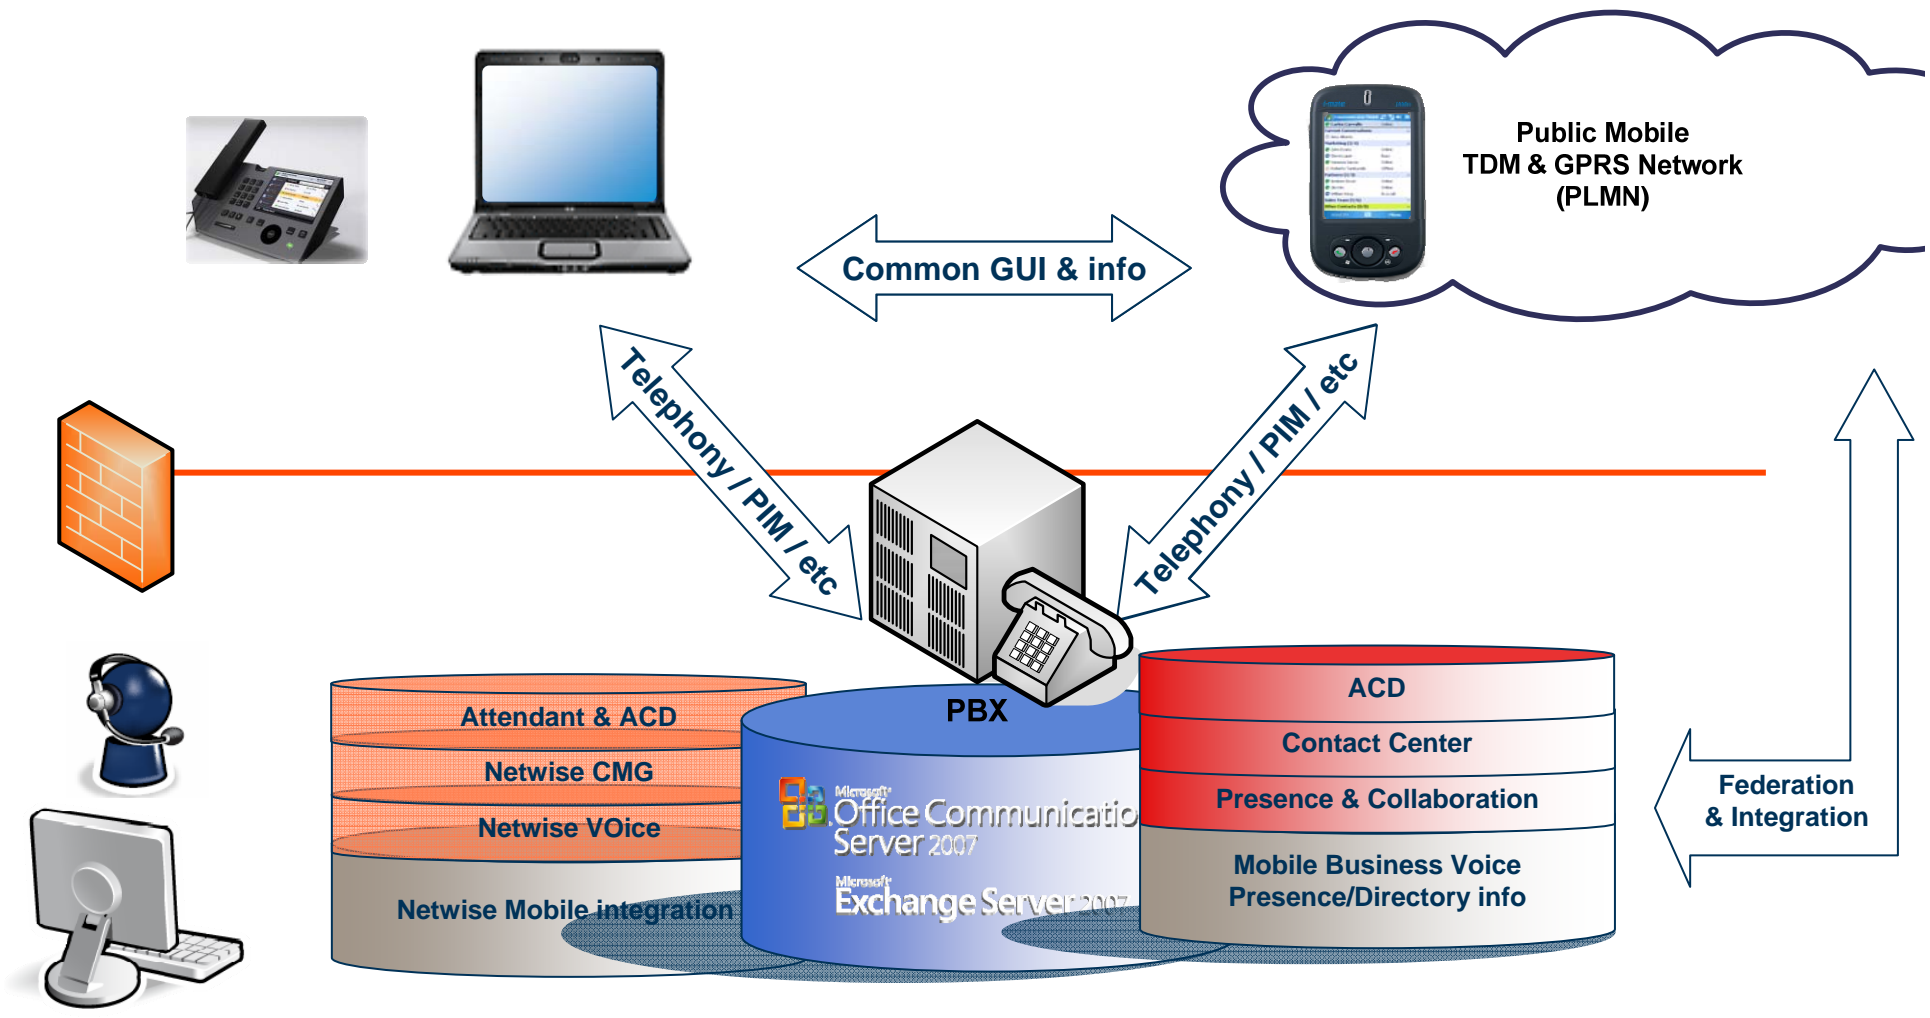 Public Mobile
TDM & GPRS Network
(PLMN)
Common GUI & info
Telephony / PIM / etc
Telephony / PIM / etc
PBX
Attendant & ACD
Netwise CMG
Netwise VOice
Netwise Mobile integration
Microsoft
Office Communicatio
Server 2007
Microsoft
Exchange Server 2007
ACD
Contact Center
Presence & Collaboration
Mobile Business Voice
Presence/Directory info
Federation
& Integration